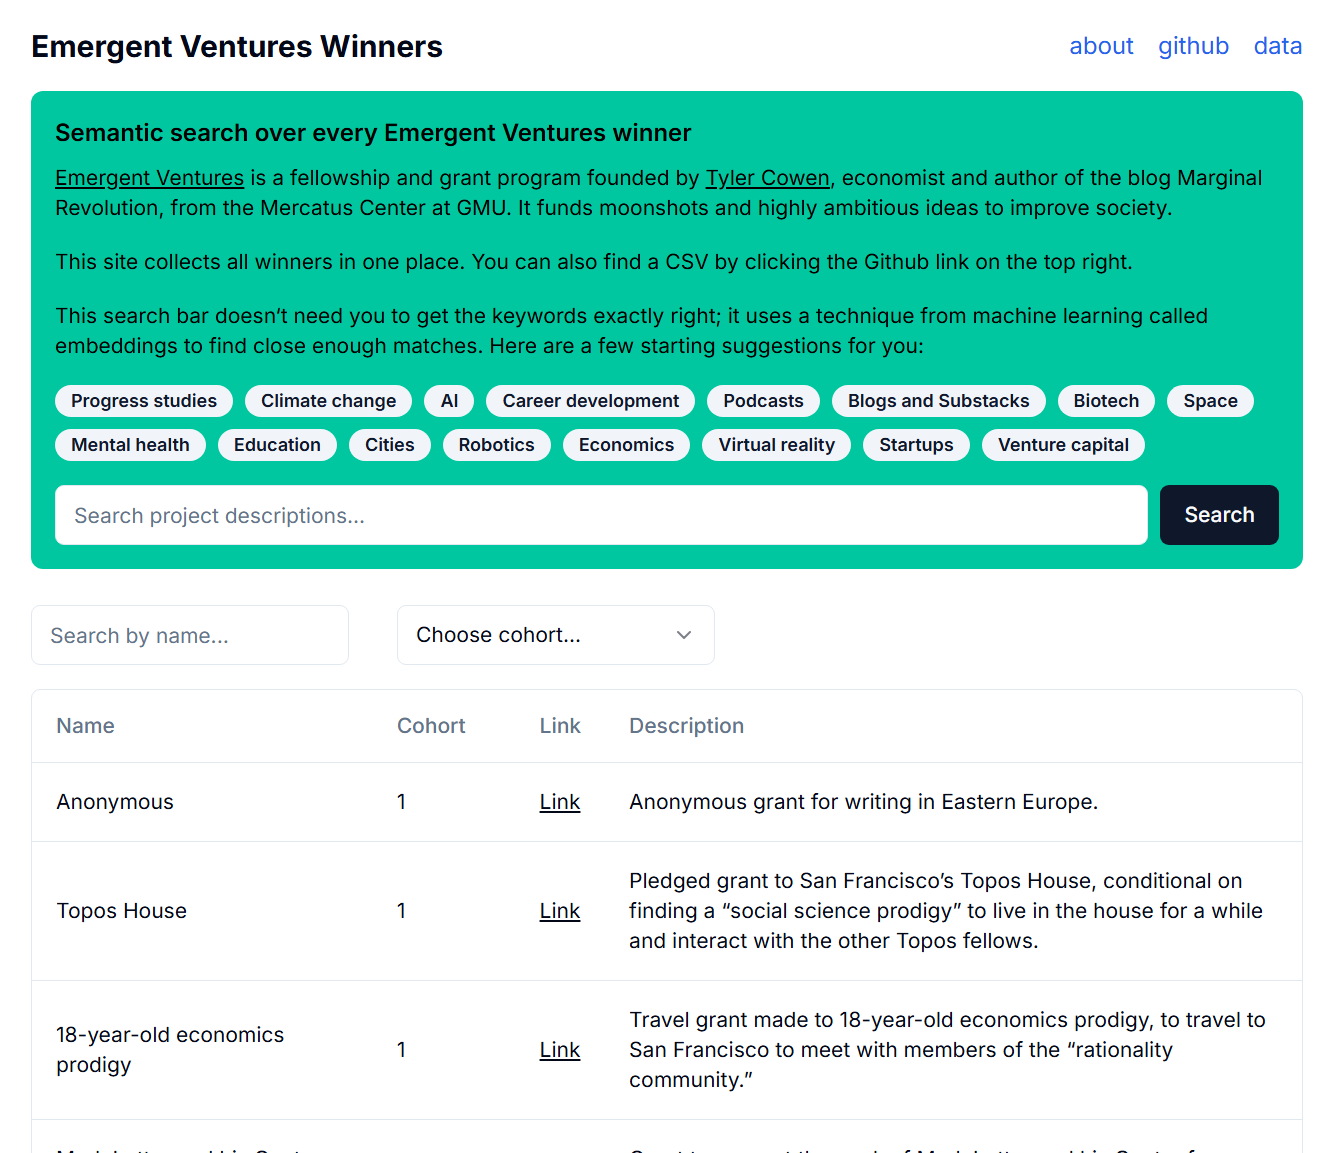 Emergent Ventures Winners
about github data
Semantic search over every Emergent Ventures winner
Emergent Ventures is a fellowship and grant program founded by Tyler Cowen, economist and author of the blog Marginal
Revolution, from the Mercatus Center at GMU. It funds moonshots and highly ambitious ideas to improve society.
This site collects all winners in one place. You can also find a CSV by clicking the Github link on the top right.
This search bar doesn’t need you to get the keywords exactly right; it uses a technique from machine learning called
embeddings to find close enough matches. Here are a few starting suggestions for you:
Progress studies Climate change AI Career development Podcasts Blogs and Substacks Biotech Space
Mental health Education Cities Robotics Economics Virtual reality Startups Venture capital
Search project descriptions...
Search
Search by name...
Choose cohort...
Name Cohort Link Description
Anonymous 1 Link Anonymous grant for writing in Eastern Europe.
Topos House 1 Link
Pledged grant to San Francisco’s Topos House, conditional on
finding a “social science prodigy” to live in the house for a while
and interact with the other Topos fellows.
18-year-old economics
prodigy
1 Link
Travel grant made to 18-year-old economics prodigy, to travel to
San Francisco to meet with members of the “rationality
community.”